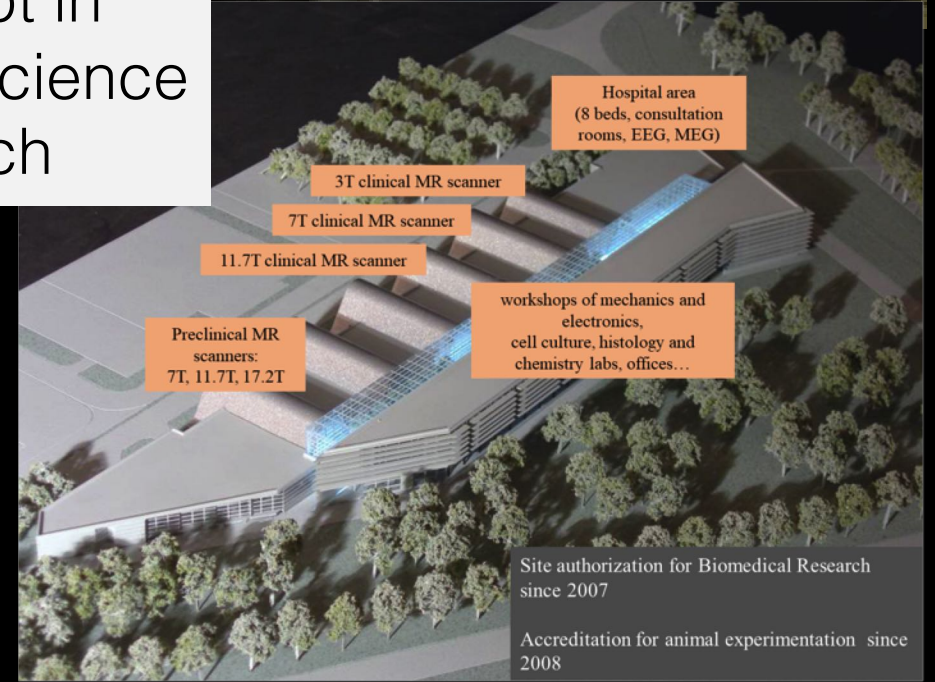 in
cience
ch
Hospital area
(8 beds, consultation
rooms, EEG, MEG)
3T clinical MR scanner
7T clinical MR scanner
11.7T clinical MR scanner
workshops of mechanics and
electronics,
cell culture, histology and
chemistry labs, offices…
Preclinical MR
scanners:
7T, 11.7T, 17.2T
Site authorization for Biomedical Research
since 2007
Accreditation for animal experimentation since
2008